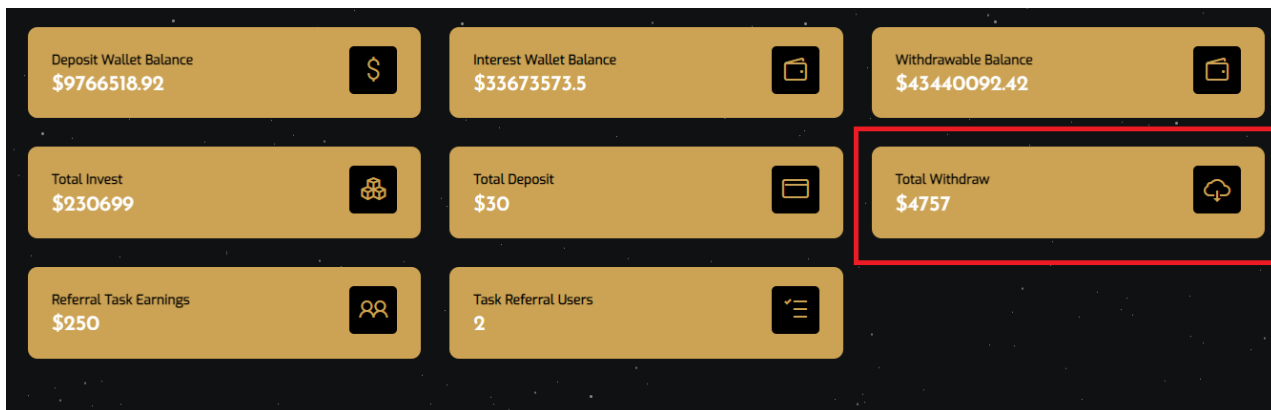 Deposit Wallet Balance
$9766518.92
Interest Wallet Balance
$33673573.5
Withdrawable Balance
$43440092.42
Total Invest
$230699
Total Deposit
$30
Total Withdraw
$4757
Referral Task Earnings
$250
Task Referral Users
2